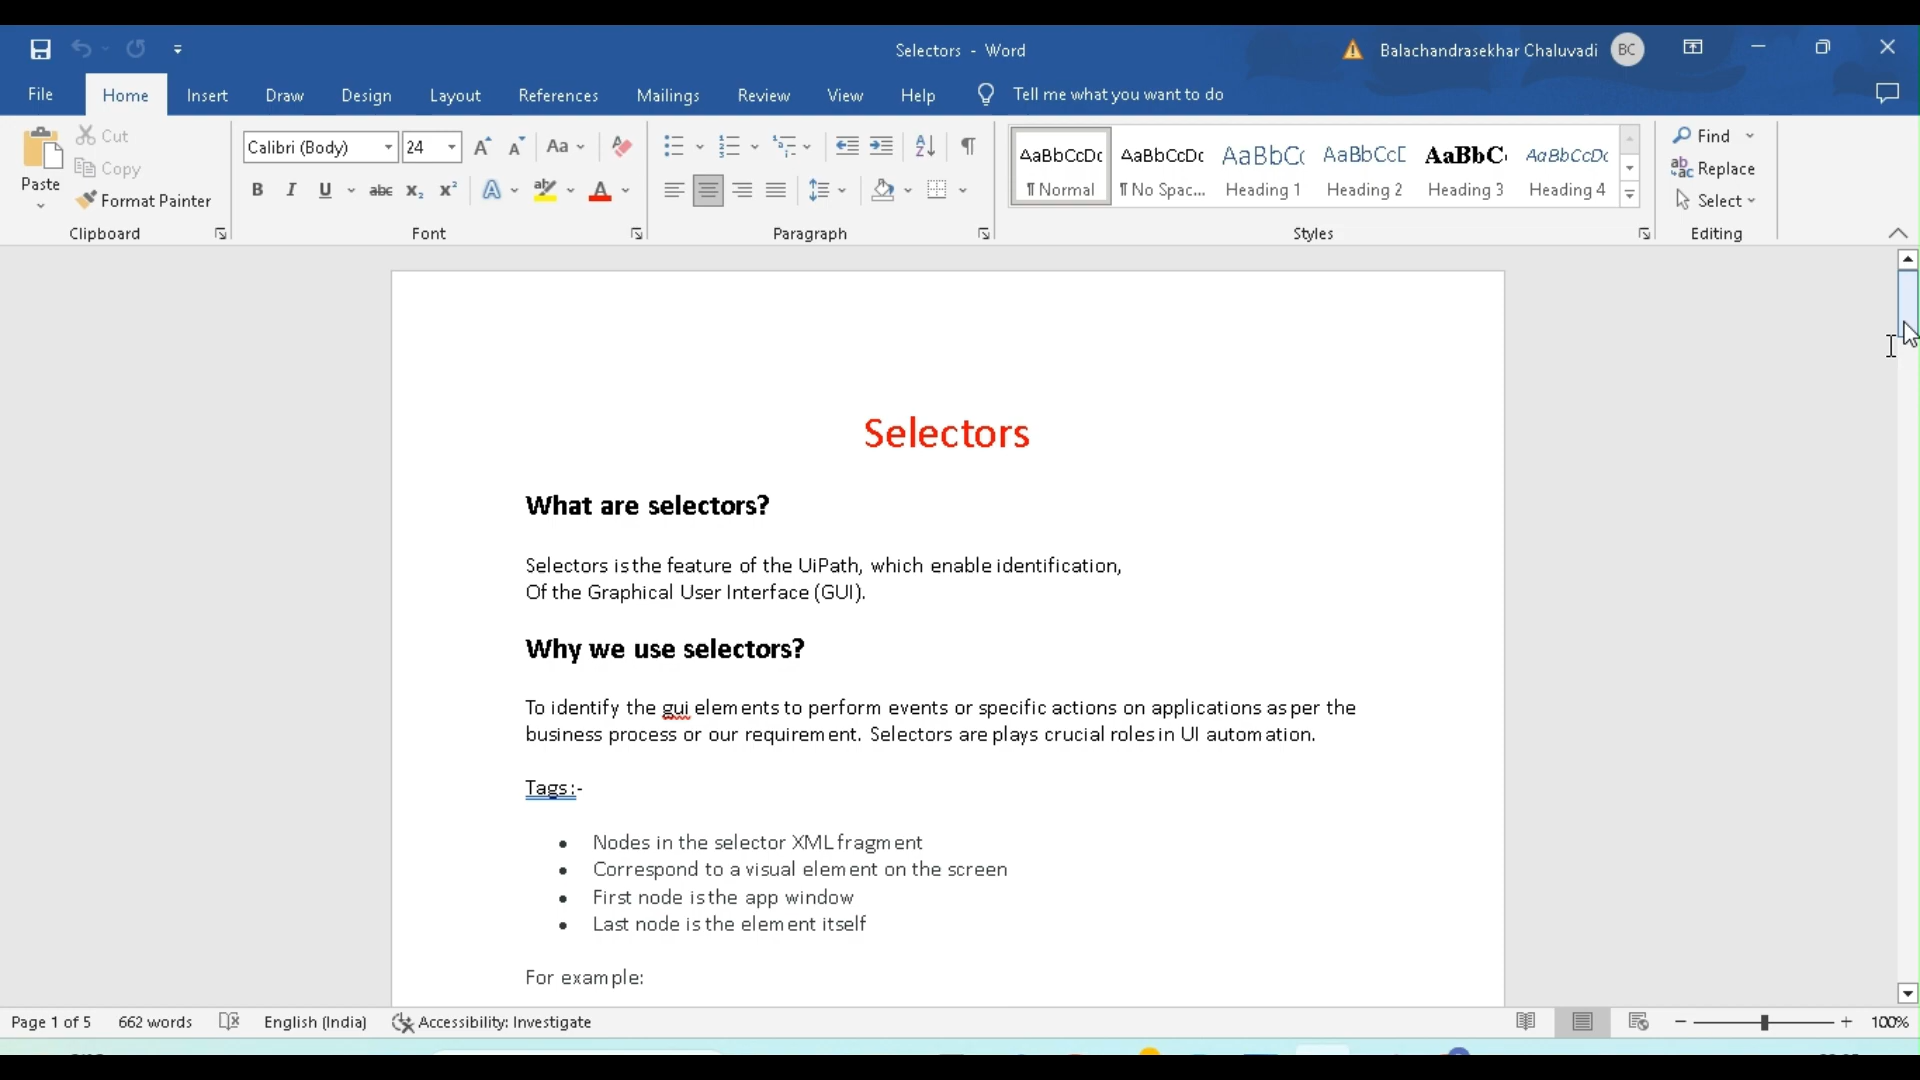 Selectors - Word
Balachandrasekhar Chaluvadi BC
File Home Insert Draw Design Layout References Mailings Review View Help Tell me what you want to do
Paste
Cut
Copy
Format Painter
Clipboard
Calibri (Body) 24
Font
Paragraph
AaBbCcDc AaBbCcDc AaBbCc AaBbCcE AaBbC AaBbCcDc
¶ Normal ¶ No Spac... Heading 1 Heading 2 Heading 3 Heading 4
Styles
Find
Replace
Select
Editing
Selectors
What are selectors?
Selectors is the feature of the UiPath, which enable identification,
Of the Graphical User Interface (GUI).
Why we use selectors?
To identify the gui elements to perform events or specific actions on applications as per the
business process or our requirement. Selectors are plays crucial roles in UI automation.
Tags:-
• Nodes in the selector XML fragment
• Correspond to a visual element on the screen
• First node is the app window
• Last node is the element itself
For example:
Page 1 of 5 662 words English (India) Accessibility: Investigate 100%